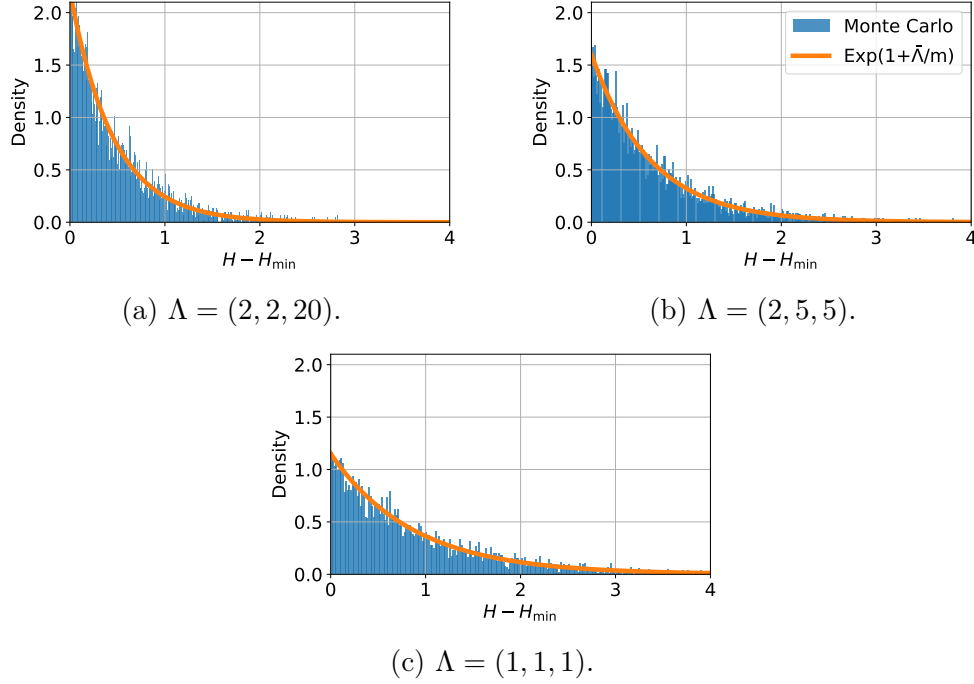 2.0
1.5
1.0
0.5
0.0
Density
0 1 2 3 4
H − H_min
(a) Λ = (2, 2, 20).
2.0
1.5
1.0
0.5
0.0
Density
Monte Carlo
Exp(1+Λ̄/m)
0 1 2 3 4
H − H_min
(b) Λ = (2, 5, 5).
2.0
1.5
1.0
0.5
0.0
Density
0 1 2 3 4
H − H_min
(c) Λ = (1, 1, 1).